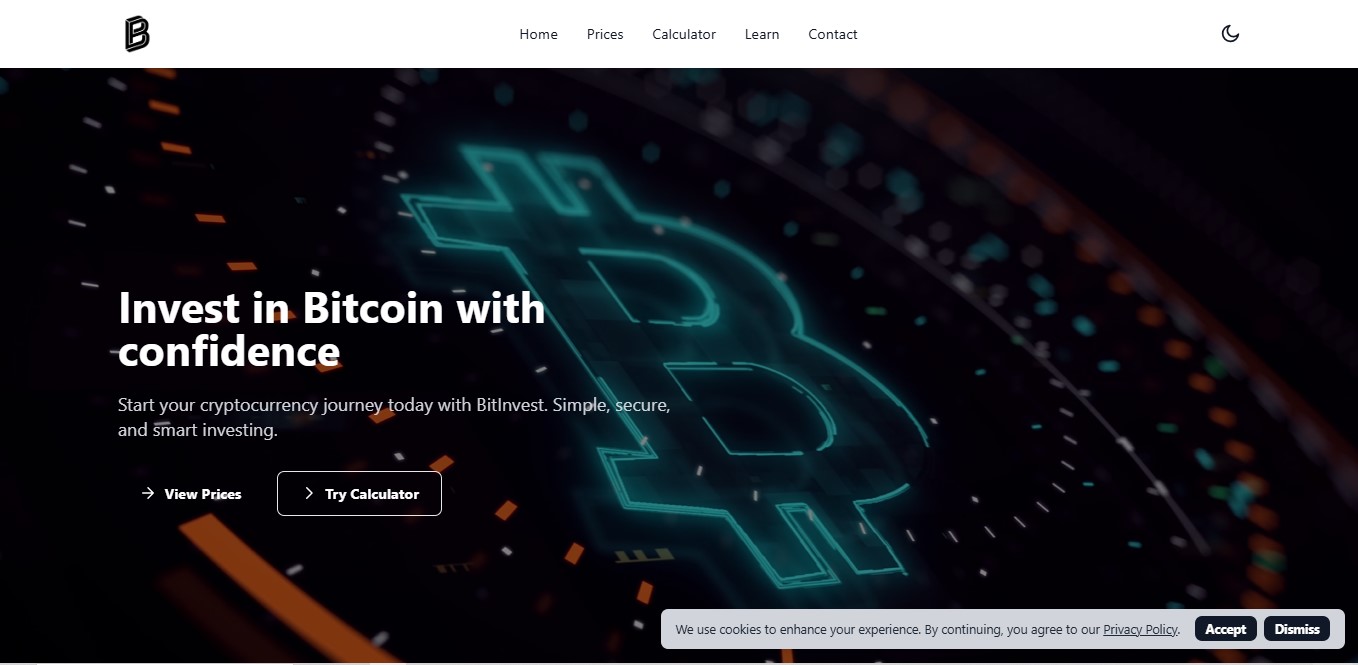 Home Prices Calculator Learn Contact
Invest in Bitcoin with
confidence
Start your cryptocurrency journey today with BitInvest. Simple, secure,
and smart investing.
View Prices
Try Calculator
We use cookies to enhance your experience. By continuing, you agree to our Privacy Policy. Accept Dismiss